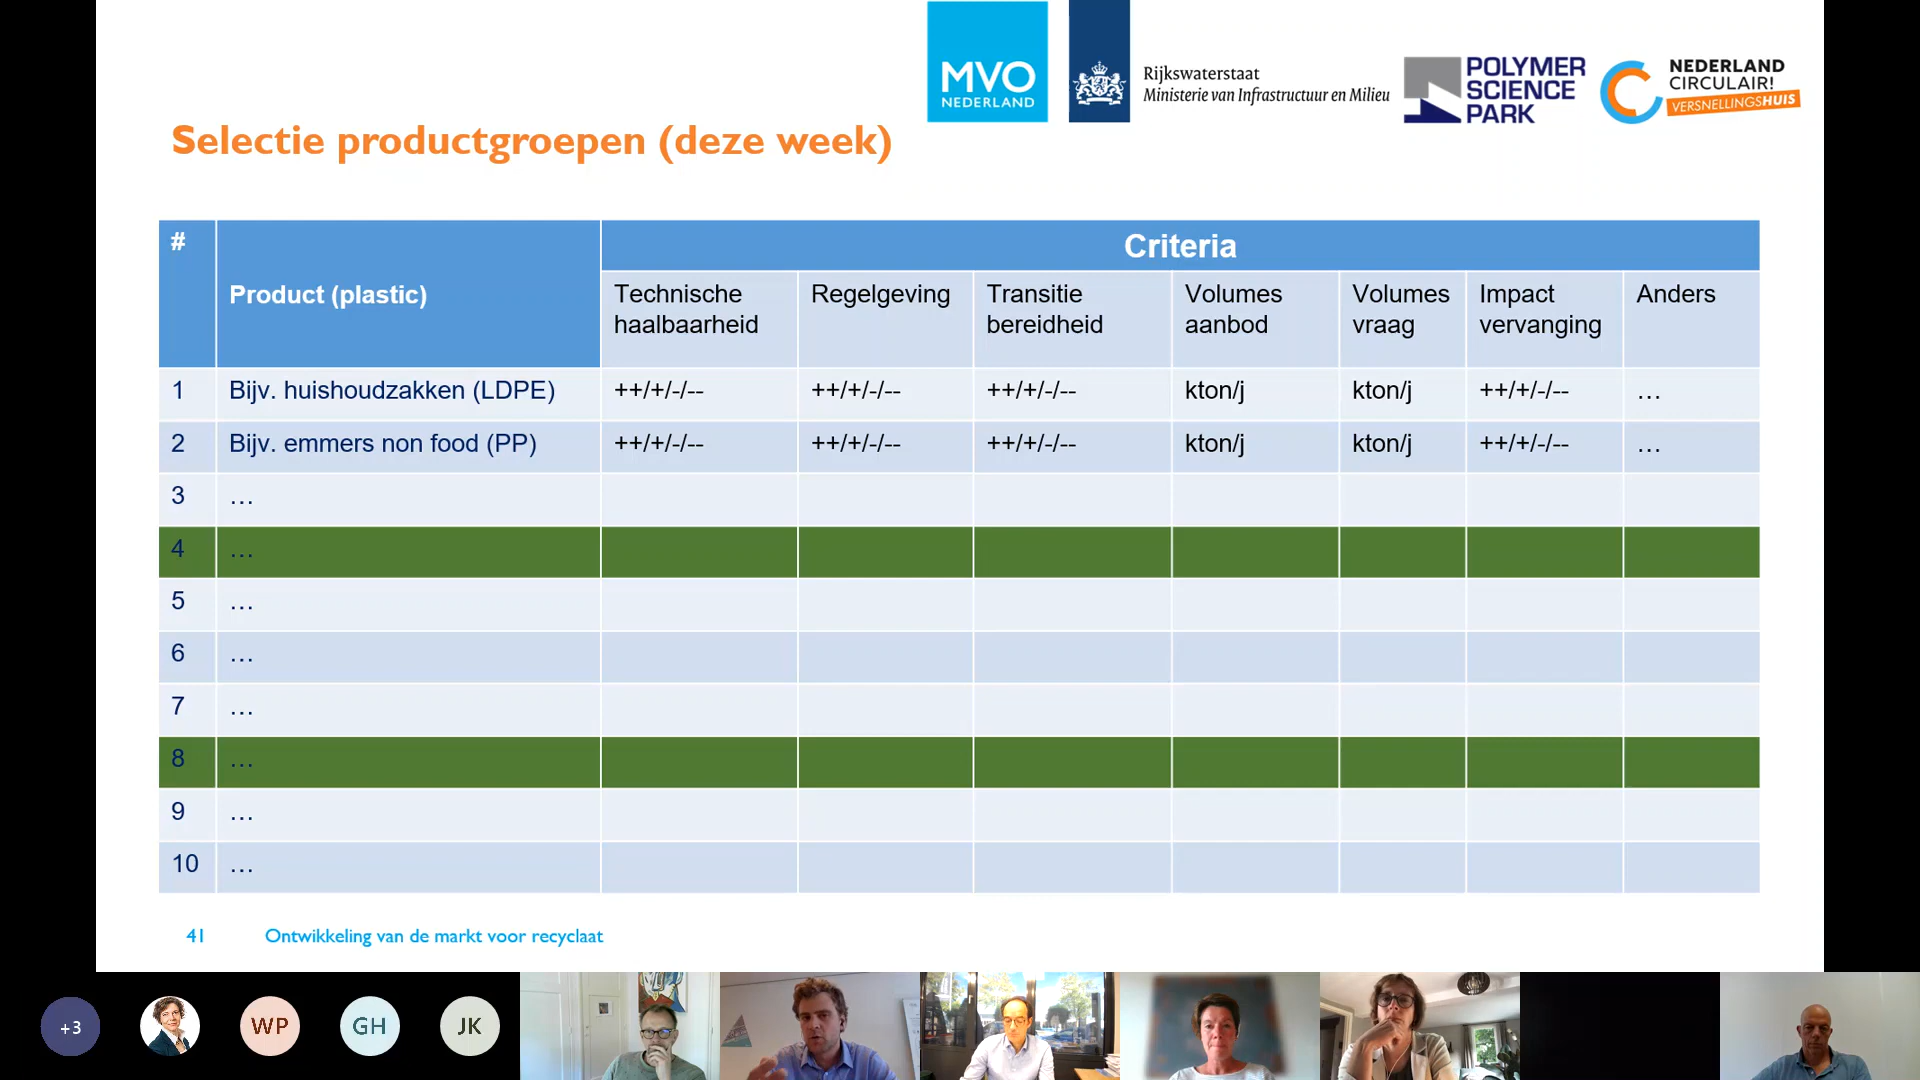 MVO
NEDERLAND
Rijkswaterstaat
Ministerie van Infrastructuur en Milieu
POLYMER
SCIENCE
PARK
NEDERLAND
CIRCULAIR!
VERSNELLINGSHUIS
Selectie productgroepen (deze week)
# Product (plastic) Criteria
Technische haalbaarheid Regelgeving Transitie bereidheid Volumes aanbod Volumes vraag Impact vervanging Anders
1 Bijv. huishoudzakken (LDPE) ++/+/-/-- ++/+/-/-- ++/+/-/-- kton/j kton/j ++/+/-/-- …
2 Bijv. emmers non food (PP) ++/+/-/-- ++/+/-/-- ++/+/-/-- kton/j kton/j ++/+/-/-- …
3 …
4 …
5 …
6 …
7 …
8 …
9 …
10 …
41 Ontwikkeling van de markt voor recyclaat
+3 WP GH JK